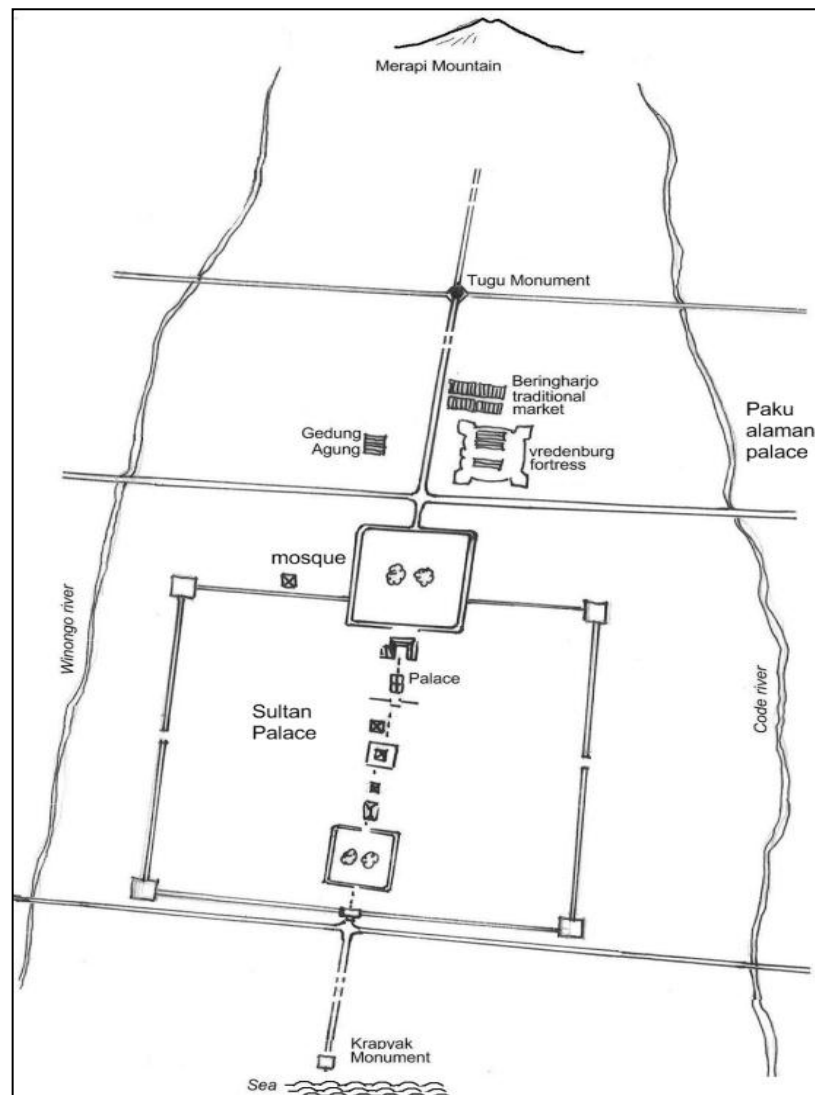 Merapi Mountain
Tugu Monument
Beringharjo
traditional
market
Paku
alaman
palace
Gedung
Agung
vredenburg
fortress
mosque
Winongo river
Palace
Sultan
Palace
Code river
Krapyak
Monument
Sea